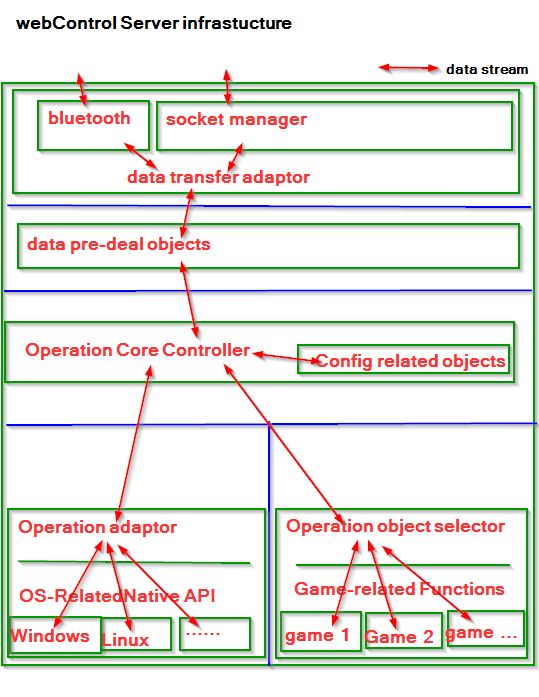 webControl Server infrastucture
data stream
bluetooth
socket manager
data transfer adaptor
data pre-deal objects
Operation Core Controller
Config related objects
Operation adaptor
Operation object selector
OS-RelatedNative API
Game-related Functions
Windows
Linux
......
game 1
Game 2
game ...